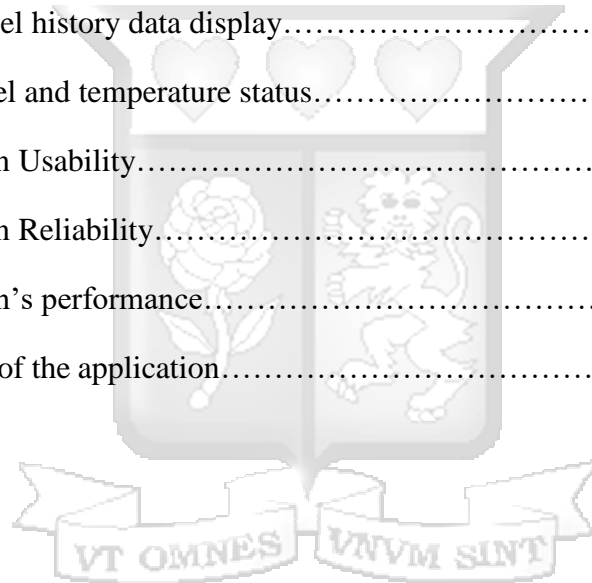 el history data display……………………………
el and temperature status…………………………
n Usability…………………………………………
n Reliability………………………………………
n’s performance…………………………………
of the application………………………………
VT OMNES VNVM SINT